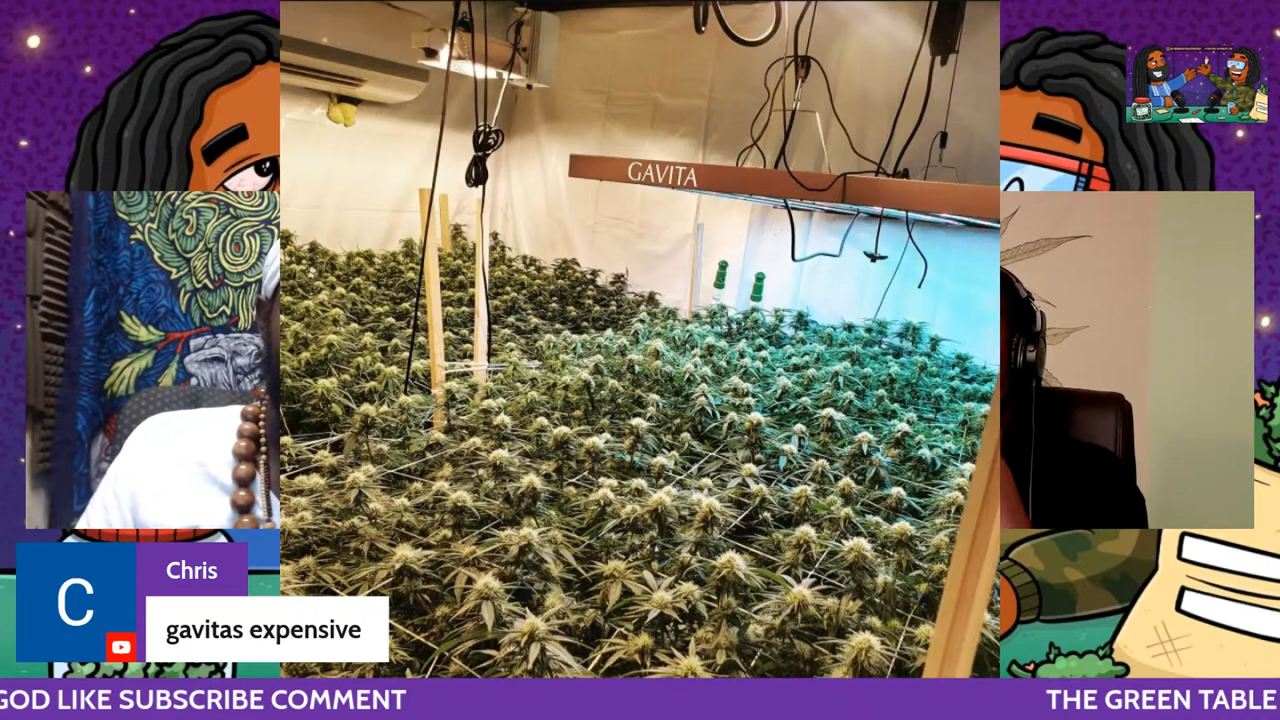 GAVITA
C
Chris
gavitas expensive
GOD LIKE SUBSCRIBE COMMENT
THE GREEN TABLE